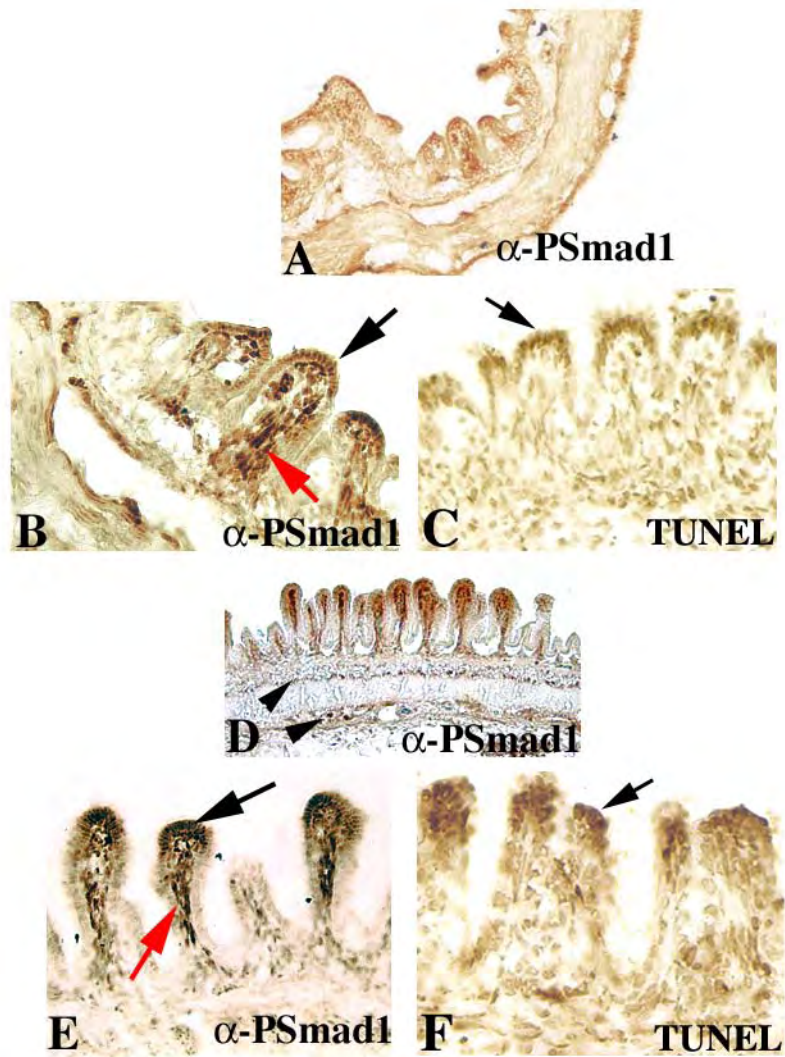 A α-PSmad1
B α-PSmad1
C TUNEL
D α-PSmad1
E α-PSmad1
F TUNEL